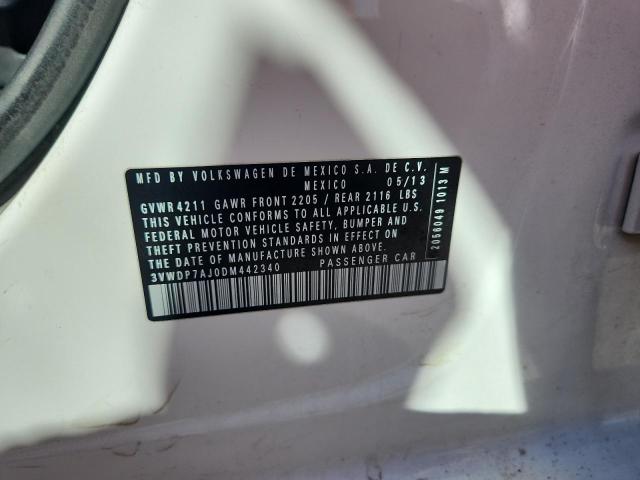 MFD BY VOLKSWAGEN DE MEXICO S.A. DE C.V.
MEXICO 05/13
GVWR 4211 GAWR FRONT 2205 / REAR 2116 LBS
THIS VEHICLE CONFORMS TO ALL APPLICABLE U.S.
FEDERAL MOTOR VEHICLE SAFETY, BUMPER AND
THEFT PREVENTION STANDARDS IN EFFECT ON
THE DATE OF MANUFACTURE SHOWN ABOVE.
3VWDP7AJ0DM442340 PASSENGER CAR
2056049 1013M